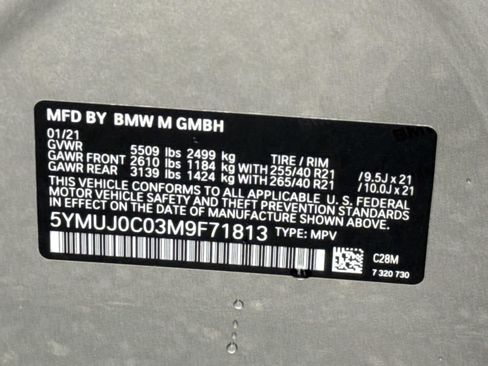 MFD BY BMW M GMBH
01/21
GVWR 5509 lbs 2499 kg TIRE / RIM
GAWR FRONT 2610 lbs 1184 kg WITH 255/40 R21 / 9.5J x 21
GAWR REAR 3139 lbs 1424 kg WITH 265/40 R21 / 10.0J x 21
THIS VEHICLE CONFORMS TO ALL APPLICABLE U. S. FEDERAL
SAFETY AND THEFT PREVENTION STANDARDS
IN EFFECT ON THE DATE OF MANUFACTURE SHOWN ABOVE.
5YMUJ0C03M9F71813 TYPE: MPV
C28M
7 320 730